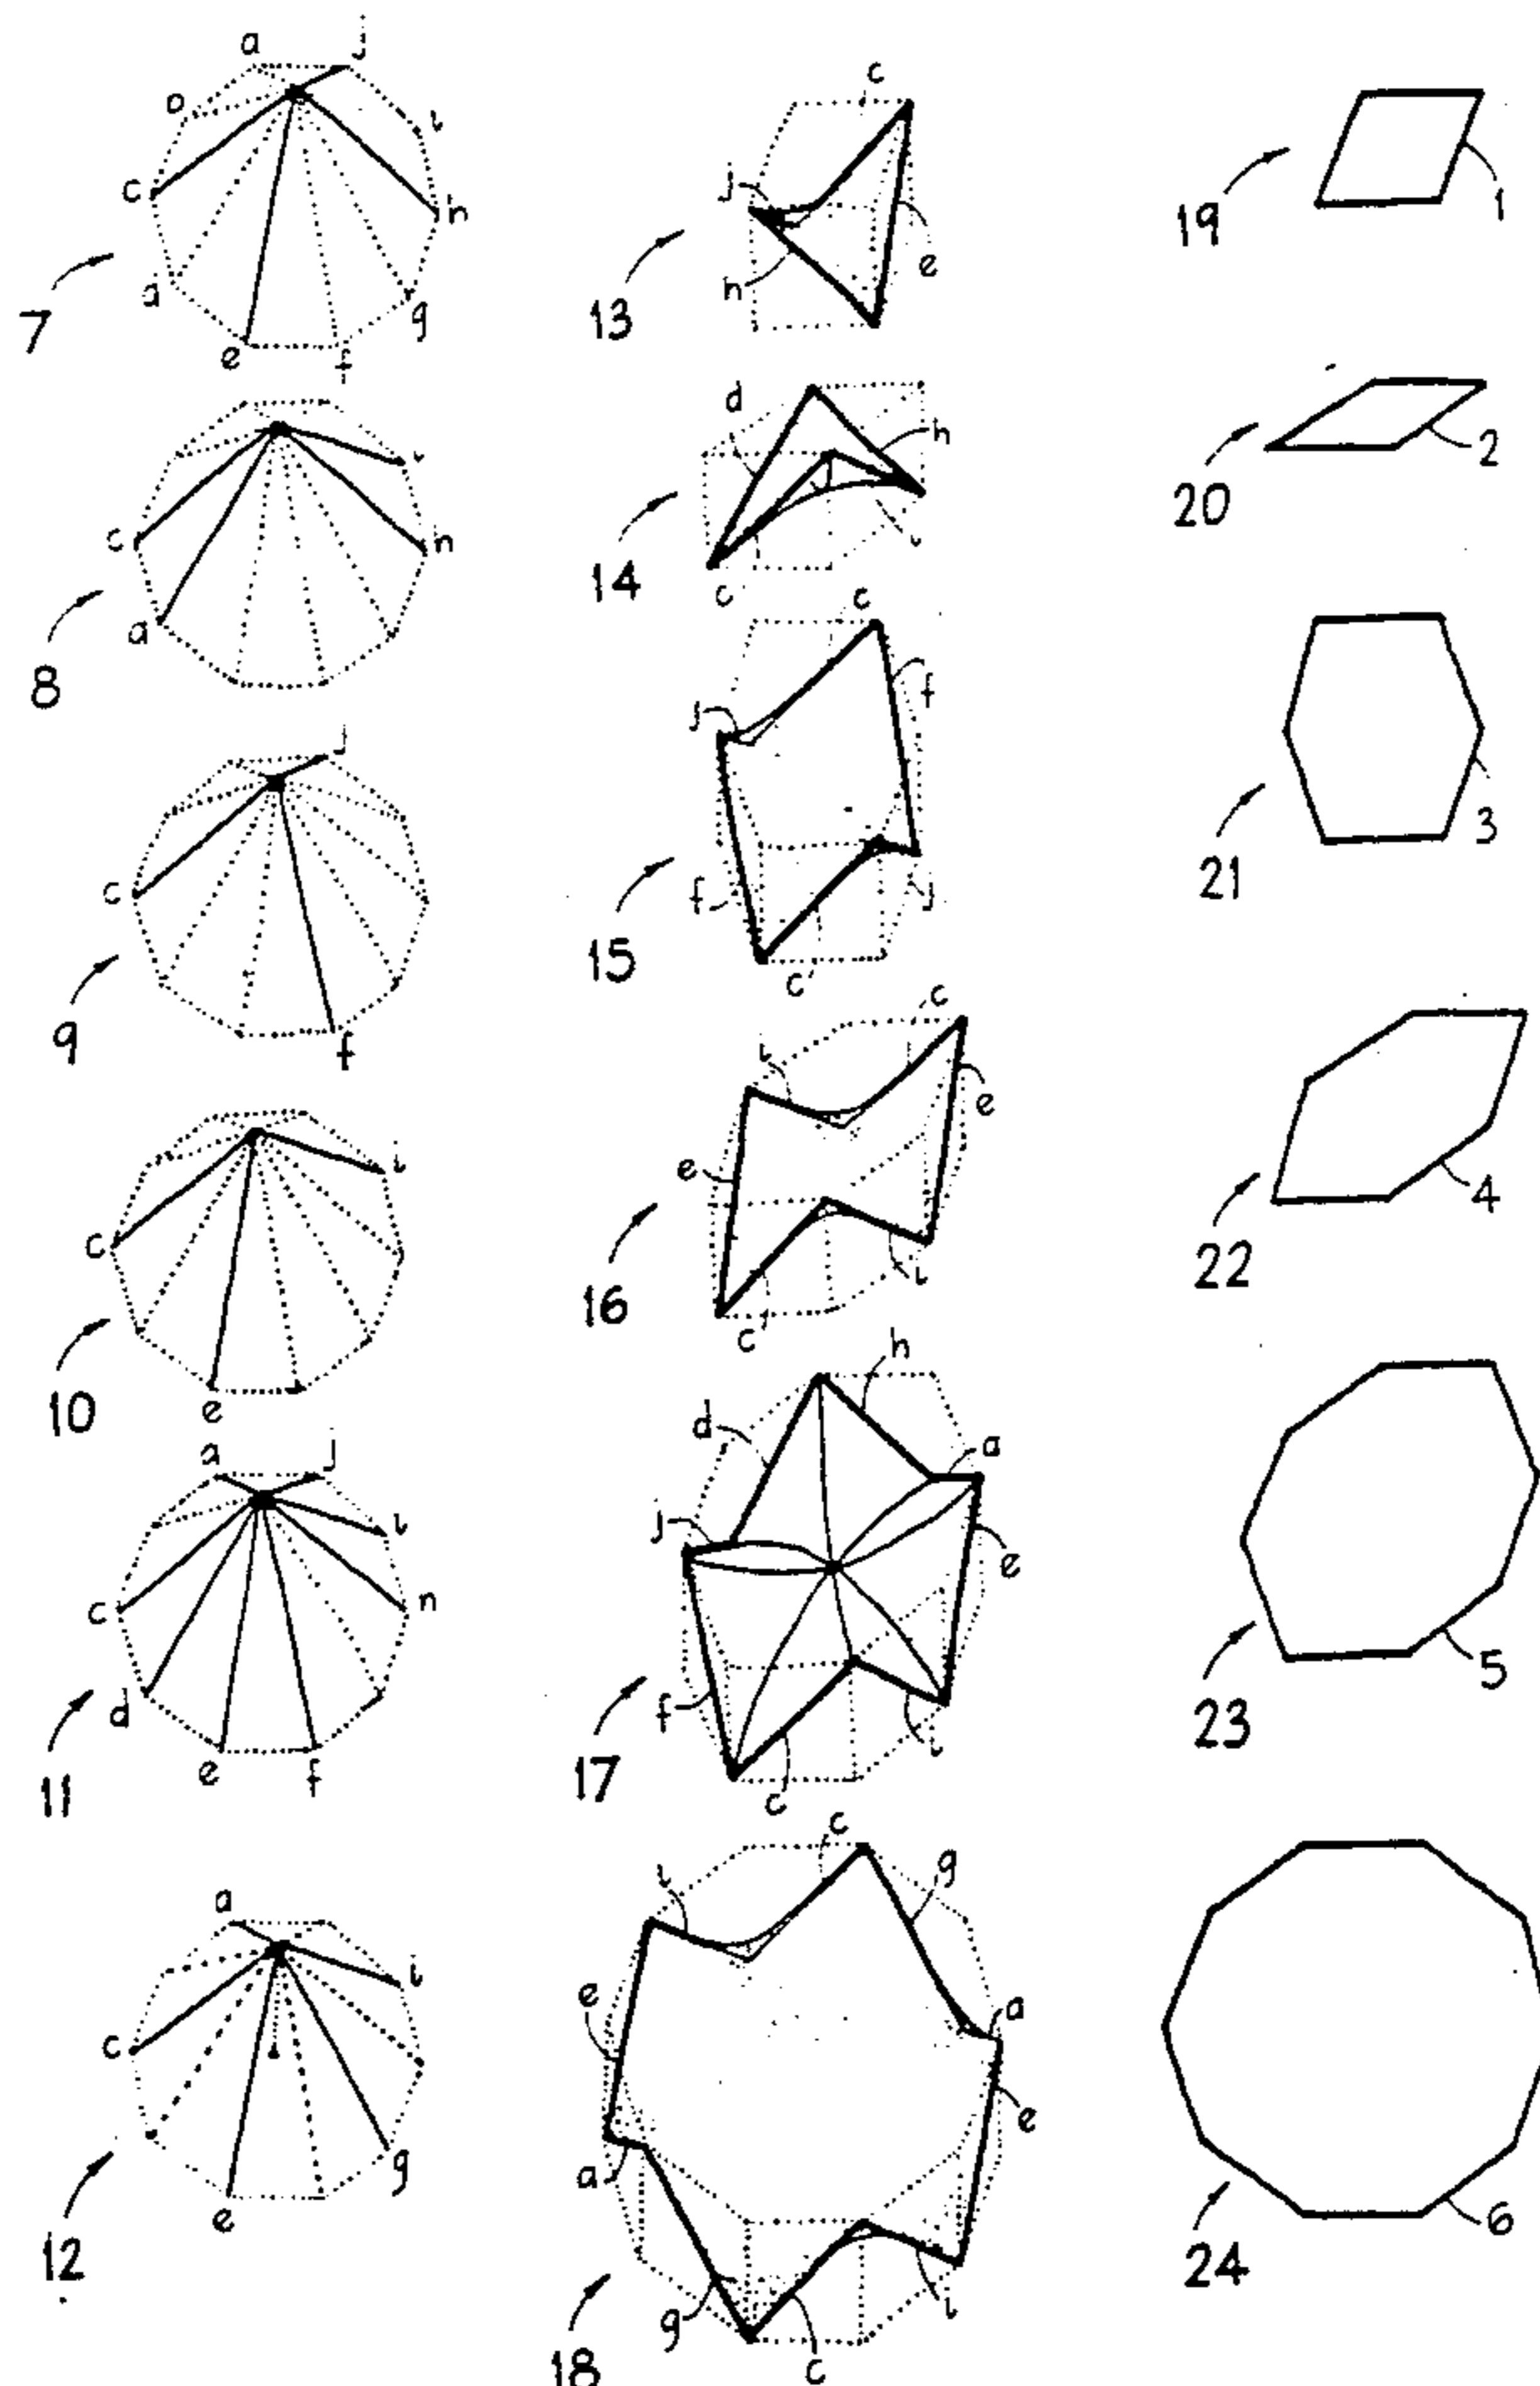 a j
o i
c h
a g
7 e f
i
c n
a
8
j
c
9 f
i
c
10 e
a j
i
c n
d
e f
11
a
i
c
g
e
12
c
j
h e
13
d h
i
14 c
c
j f
f j
15 c
c
i e
e
i
16 c
h
d a
j e
f i
17 c
c
i g
e a
e
a
g i
18 c
19 1
20 2
21 3
22 4
23 5
24 6